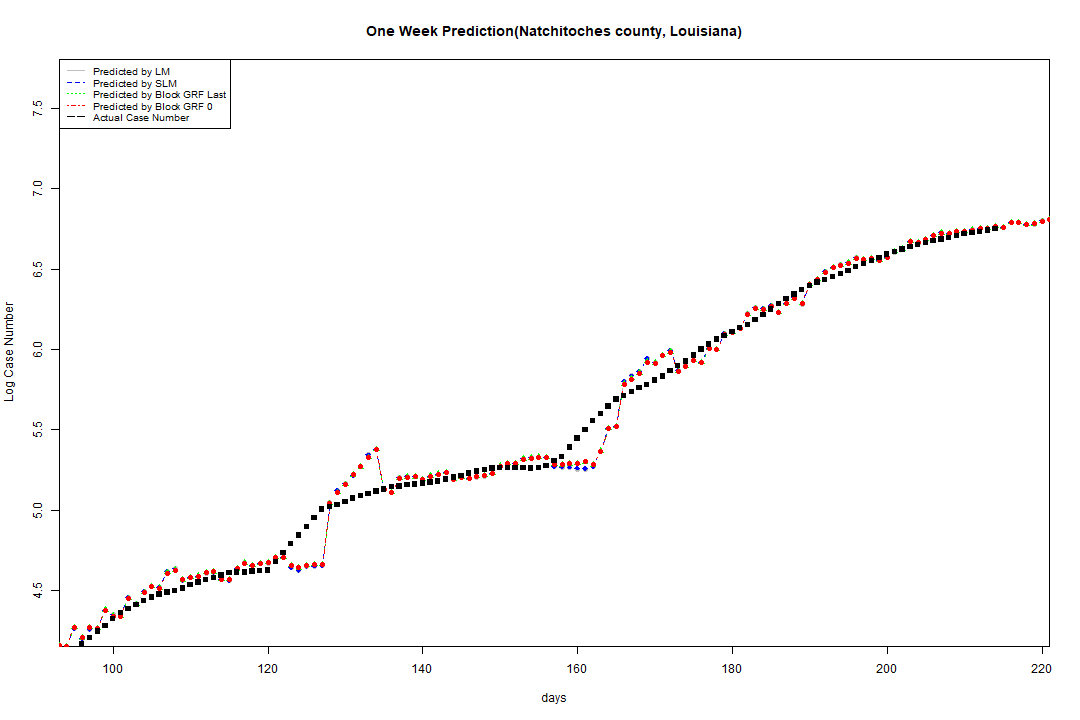 One Week Prediction(Natchitoches county, Louisiana)
Predicted by LM
Predicted by SLM
Predicted by Block GRF Last
Predicted by Block GRF 0
Actual Case Number
7.5
7.0
6.5
6.0
5.5
5.0
4.5
Log Case Number
100 120 140 160 180 200 220
days